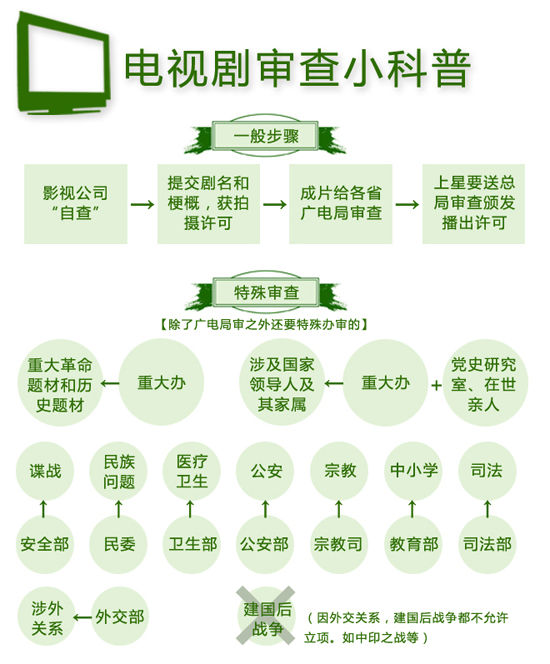 电视剧审查小科普
一般步骤
影视公司
“自查”
提交剧名和
梗概，获拍
摄许可
成片给各省
广电局审查
上星要送总
局审查颁发
播出许可
特殊审查
【除了广电局审之外还要特殊办审的】
重大革命
题材和历
史题材
重大办
涉及国家
领导人及
其家属
重大办
+
党史研究
室、在世
亲人
谍战
民族
问题
医疗
卫生
公安
宗教
中小学
司法
安全部
民委
卫生部
公安部
宗教司
教育部
司法部
涉外
关系
外交部
建国后
战争
（因外交关系，建国后战争都不允许
立项。如中印之战等）